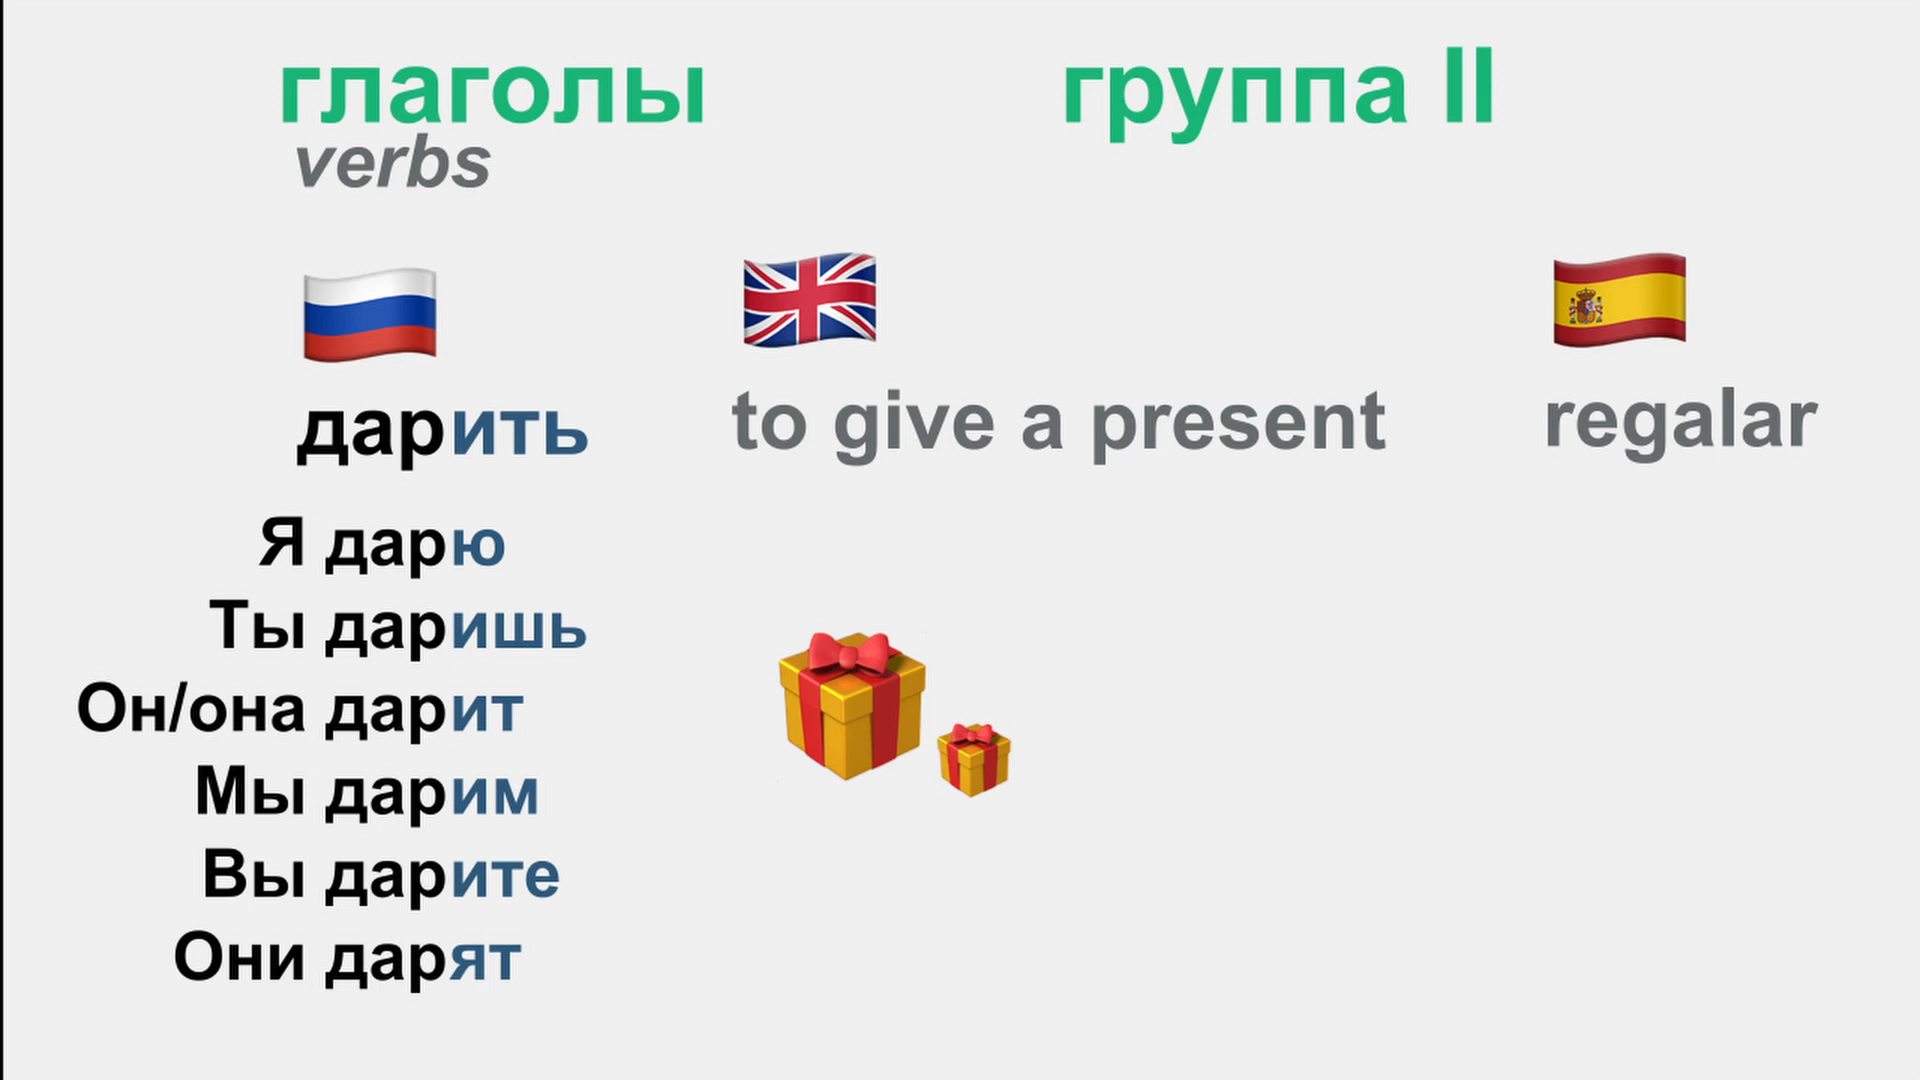 глаголы группа II
verbs
дарить to give a present regalar
Я дарю
Ты даришь
Он/она дарит
Мы дарим
Вы дарите
Они дарят